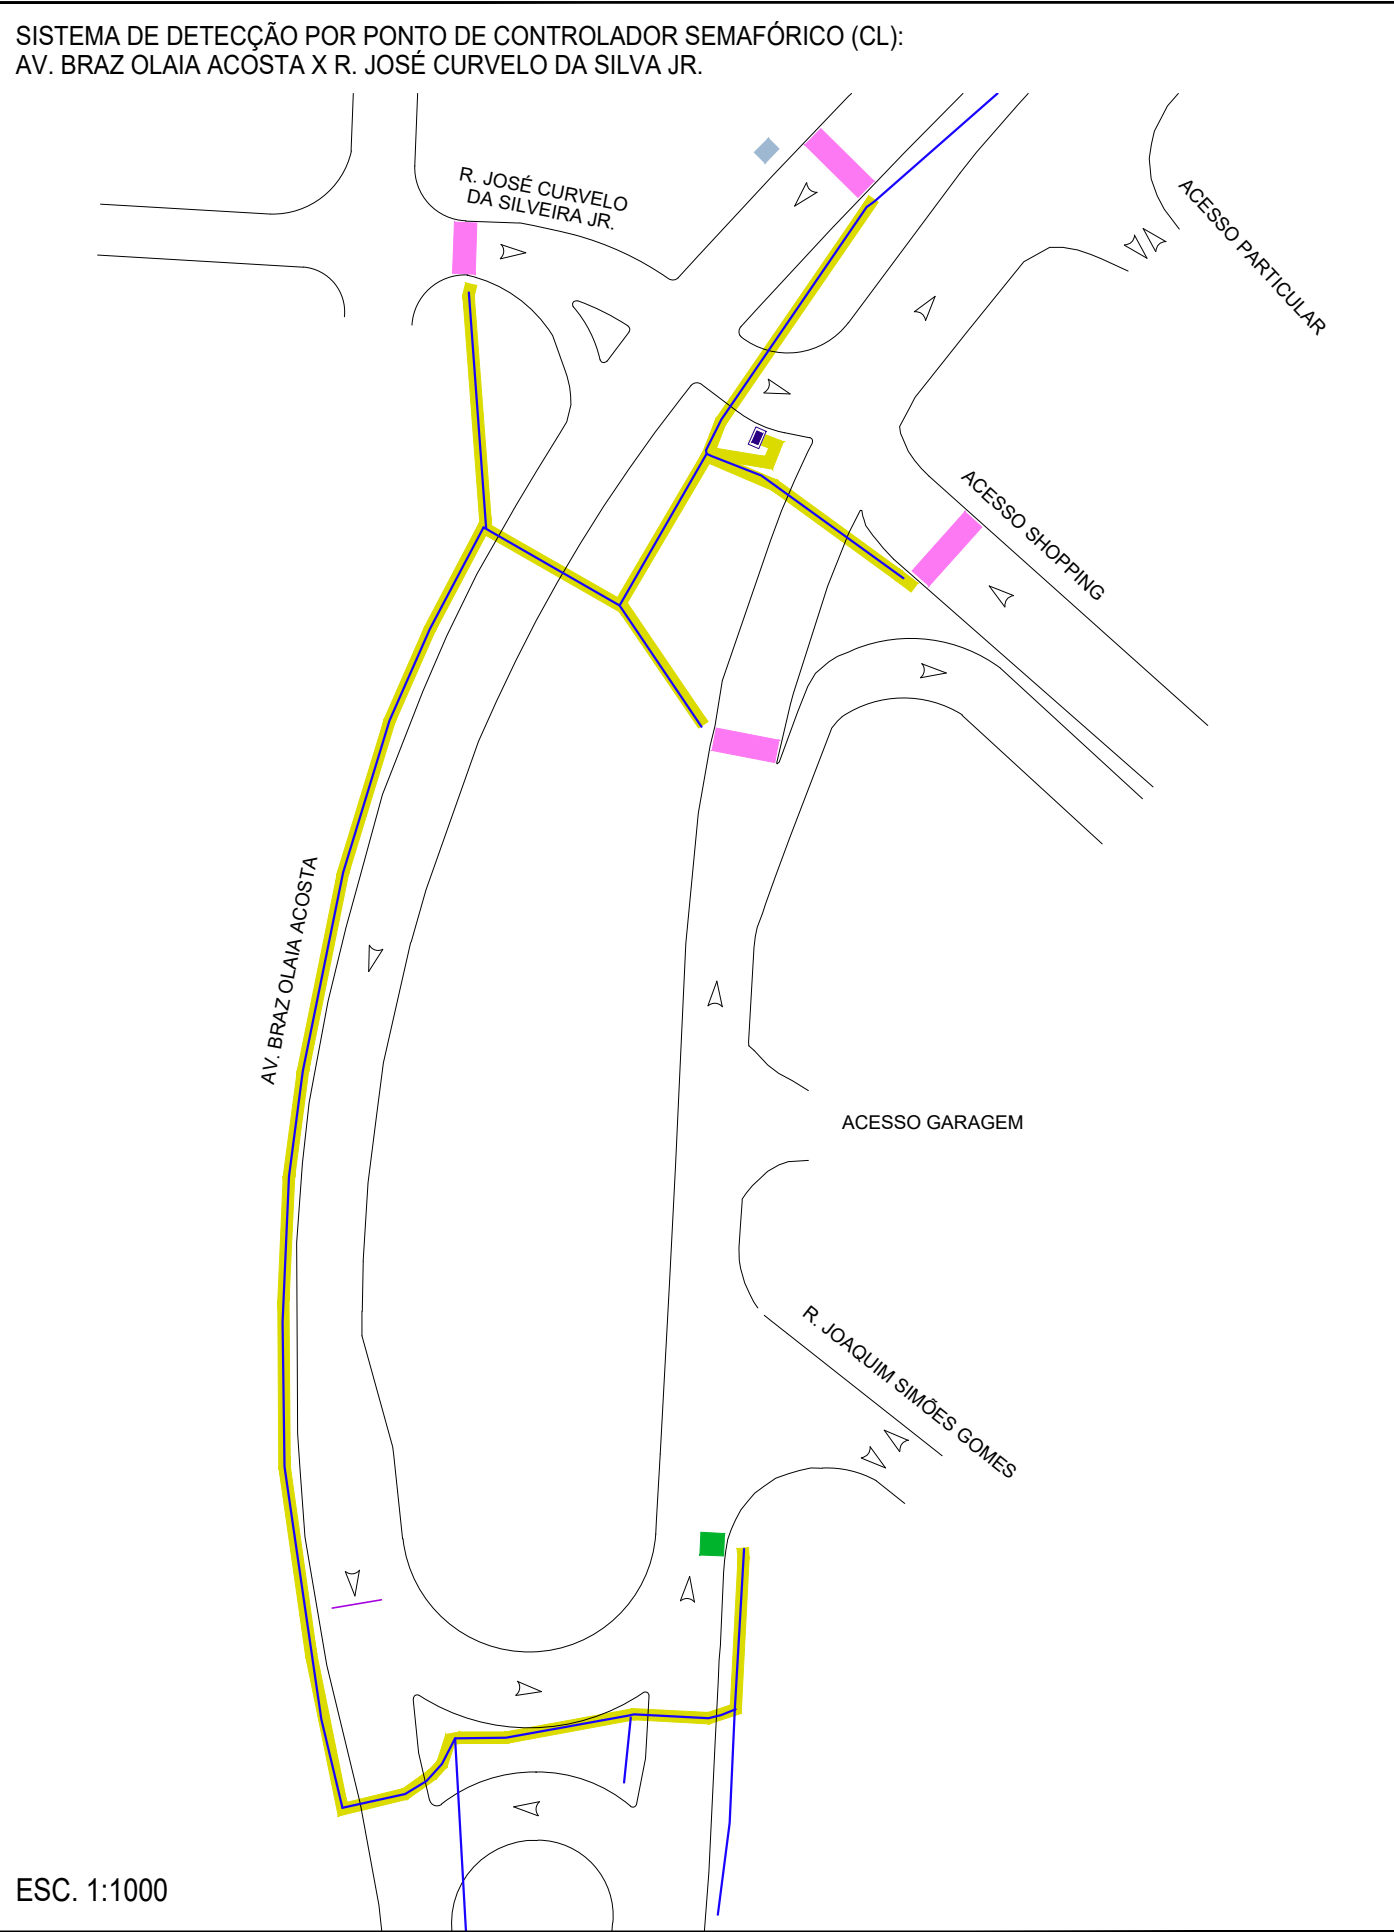 SISTEMA DE DETECÇÃO POR PONTO DE CONTROLADOR SEMAFÓRICO (CL):
AV. BRAZ OLAIA ACOSTA X R. JOSÉ CURVELO DA SILVA JR.
R. JOSÉ CURVELO
DA SILVEIRA JR.
ACESSO PARTICULAR
ACESSO SHOPPING
AV. BRAZ OLAIA ACOSTA
ACESSO GARAGEM
R. JOAQUIM SIMÕES GOMES
ESC. 1:1000